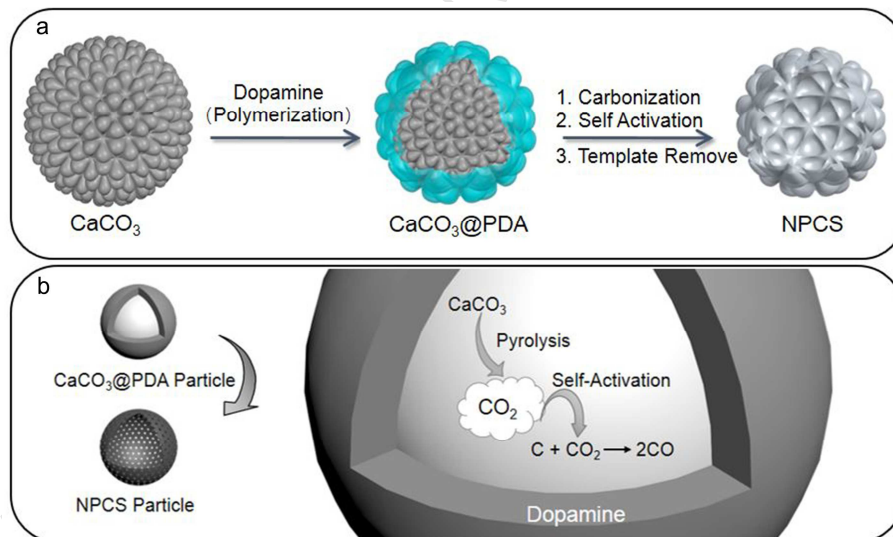 a
Dopamine
(Polymerization)
1. Carbonization
2. Self Activation
3. Template Remove
CaCO₃
CaCO₃@PDA
NPCS
b
CaCO₃@PDA Particle
NPCS Particle
CaCO₃
Pyrolysis
CO₂
Self-Activation
C + CO₂ → 2CO
Dopamine